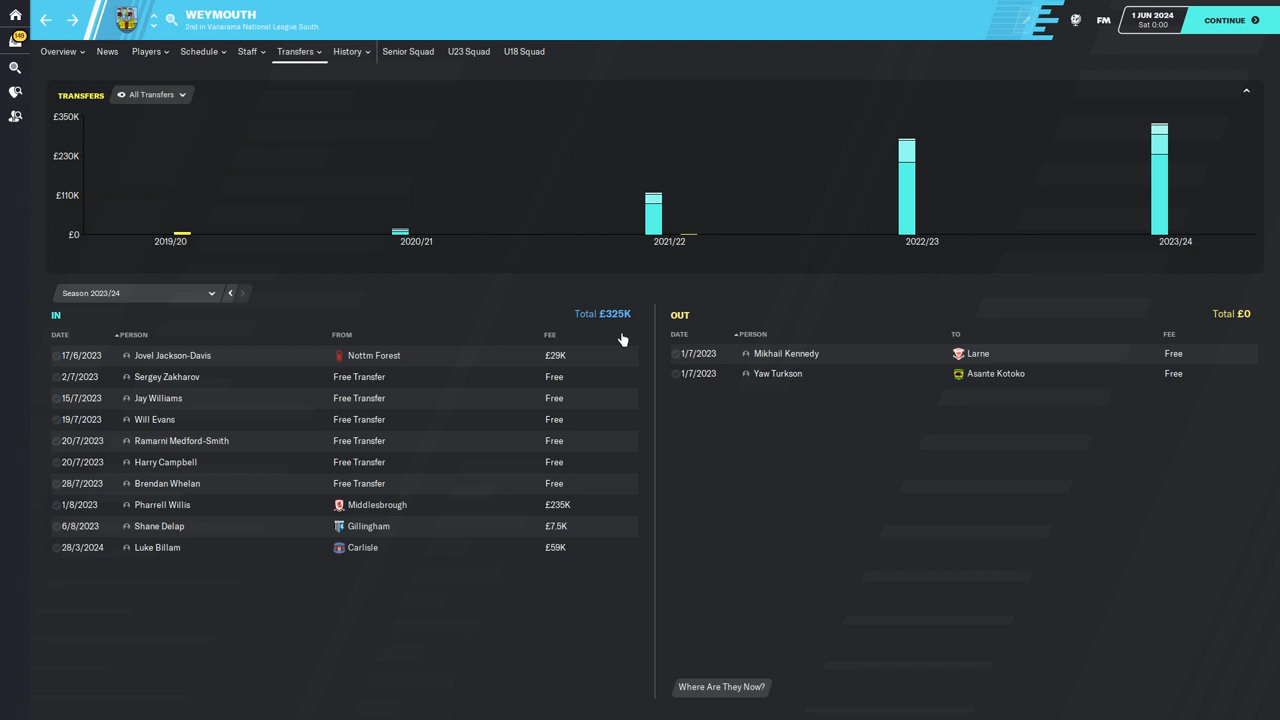 WEYMOUTH
2nd in Vanarama National League South
FM
1 JUN 2024
Sat 0:00
CONTINUE
149
Overview News Players Schedule Staff Transfers History Senior Squad U23 Squad U18 Squad
TRANSFERS All Transfers
£350K
£230K
£110K
£0
2019/20 2020/21 2021/22 2022/23 2023/24
Season 2023/24
IN Total £325K
DATE PERSON FROM FEE
17/6/2023 Jovel Jackson-Davis Nottm Forest £29K
2/7/2023 Sergey Zakharov Free Transfer Free
15/7/2023 Jay Williams Free Transfer Free
19/7/2023 Will Evans Free Transfer Free
20/7/2023 Ramarni Medford-Smith Free Transfer Free
20/7/2023 Harry Campbell Free Transfer Free
28/7/2023 Brendan Whelan Free Transfer Free
1/8/2023 Pharrell Willis Middlesbrough £235K
6/8/2023 Shane Delap Gillingham £7.5K
28/3/2024 Luke Billam Carlisle £59K
OUT Total £0
DATE PERSON TO FEE
1/7/2023 Mikhail Kennedy Larne Free
1/7/2023 Yaw Turkson Asante Kotoko Free
Where Are They Now?